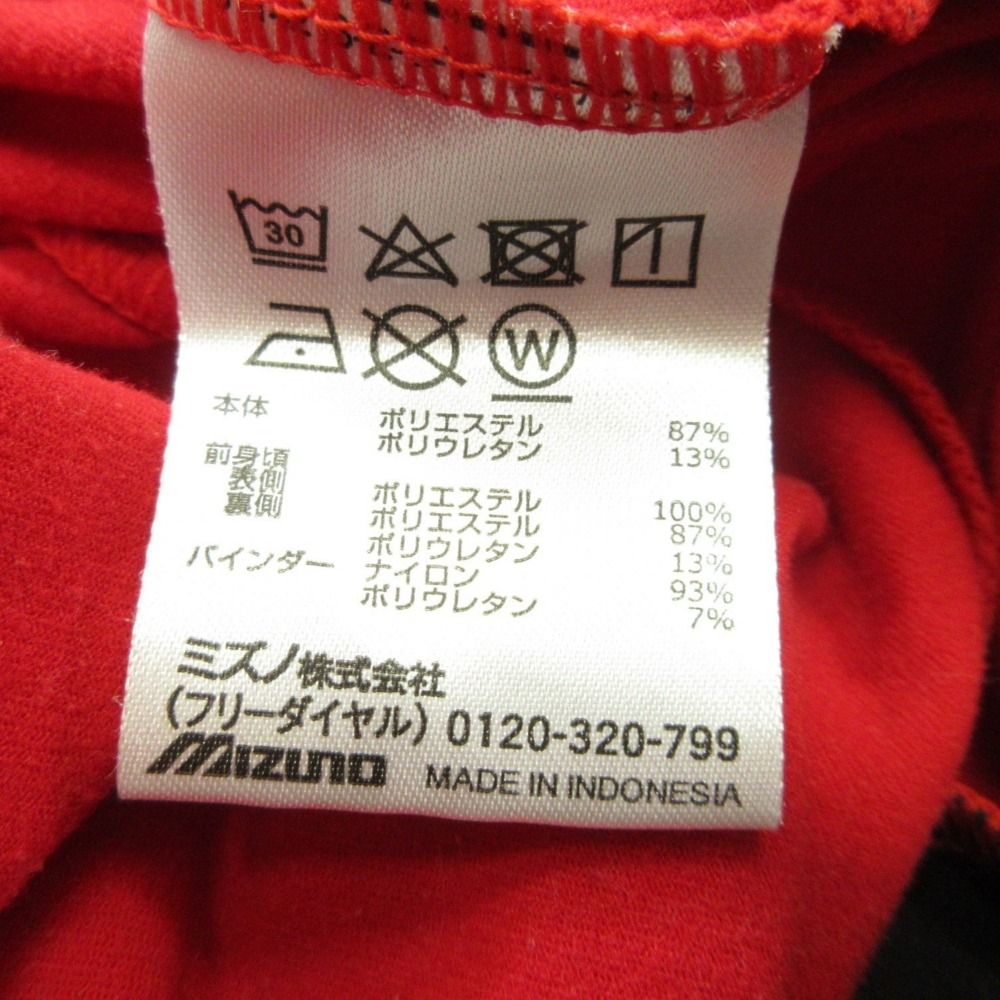 30
W
本体 ポリエステル 87%
ポリウレタン 13%
前身頃
表側 ポリエステル 100%
裏側 ポリエステル 87%
ポリウレタン 13%
バインダー ナイロン 93%
ポリウレタン 7%
ミズノ株式会社
(フリーダイヤル) 0120-320-799
MIZUNO MADE IN INDONESIA